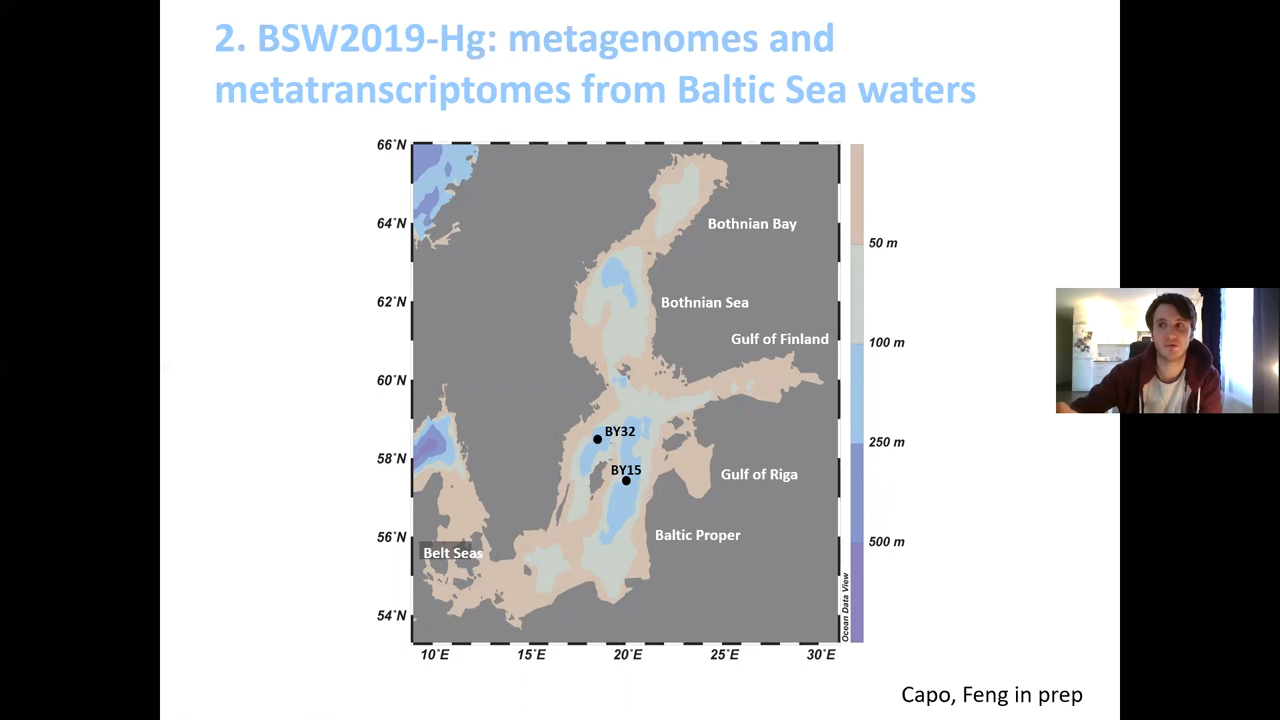 2. BSW2019-Hg: metagenomes and
metatranscriptomes from Baltic Sea waters
66°N
64°N
62°N
60°N
58°N
56°N
54°N
10°E
15°E
20°E
25°E
30°E
Bothnian Bay
Bothnian Sea
Gulf of Finland
BY32
BY15
Gulf of Riga
Baltic Proper
Belt Seas
50 m
100 m
250 m
500 m
Ocean Data View
Capo, Feng in prep